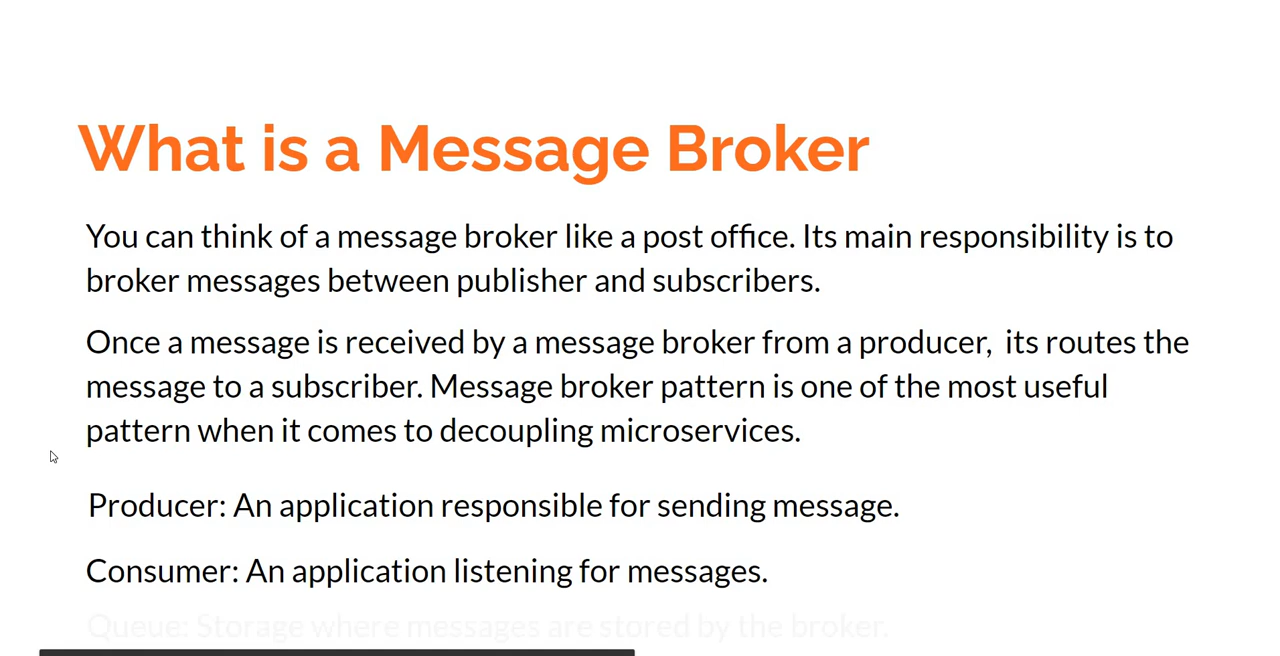 What is a Message Broker
You can think of a message broker like a post office. Its main responsibility is to
broker messages between publisher and subscribers.
Once a message is received by a message broker from a producer,  its routes the
message to a subscriber. Message broker pattern is one of the most useful
pattern when it comes to decoupling microservices.
Producer: An application responsible for sending message.
Consumer: An application listening for messages.
Queue: Storage where messages are stored by the broker.